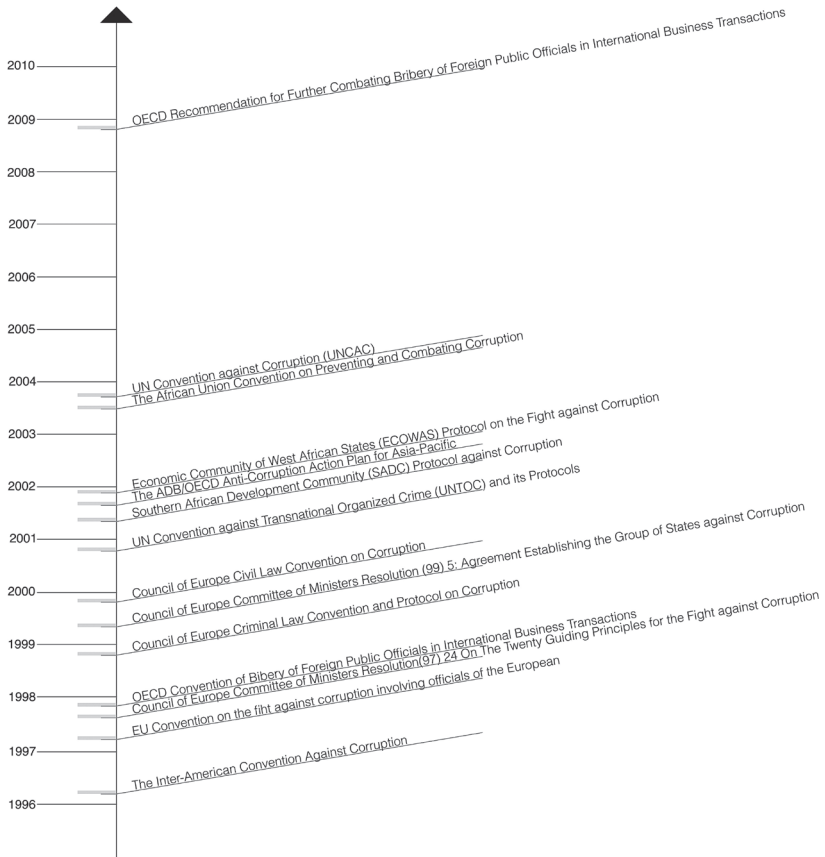 2010
OECD Recommendation for Further Combating Bribery of Foreign Public Officials in International Business Transactions
2009
2008
2007
2006
2005
UN Convention against Corruption (UNCAC)
2004
The African Union Convention on Preventing and Combating Corruption
2003
Economic Community of West African States (ECOWAS) Protocol on the Fight against Corruption
2002
The ADB/OECD Anti-Corruption Action Plan for Asia-Pacific
Southern African Development Community (SADC) Protocol against Corruption
UN Convention against Transnational Organized Crime (UNTOC) and its Protocols
2001
Council of Europe Civil Law Convention on Corruption
2000
Council of Europe Committee of Ministers Resolution (99) 5: Agreement Establishing the Group of States against Corruption
Council of Europe Criminal Law Convention and Protocol on Corruption
1999
OECD Convention of Bibery of Foreign Public Officials in International Business Transactions
1998
Council of Europe Committee of Ministers Resolution(97) 24 On The Twenty Guiding Principles for the Fight against Corruption
EU Convention on the fiht against corruption involving officials of the European
1997
The Inter-American Convention Against Corruption
1996